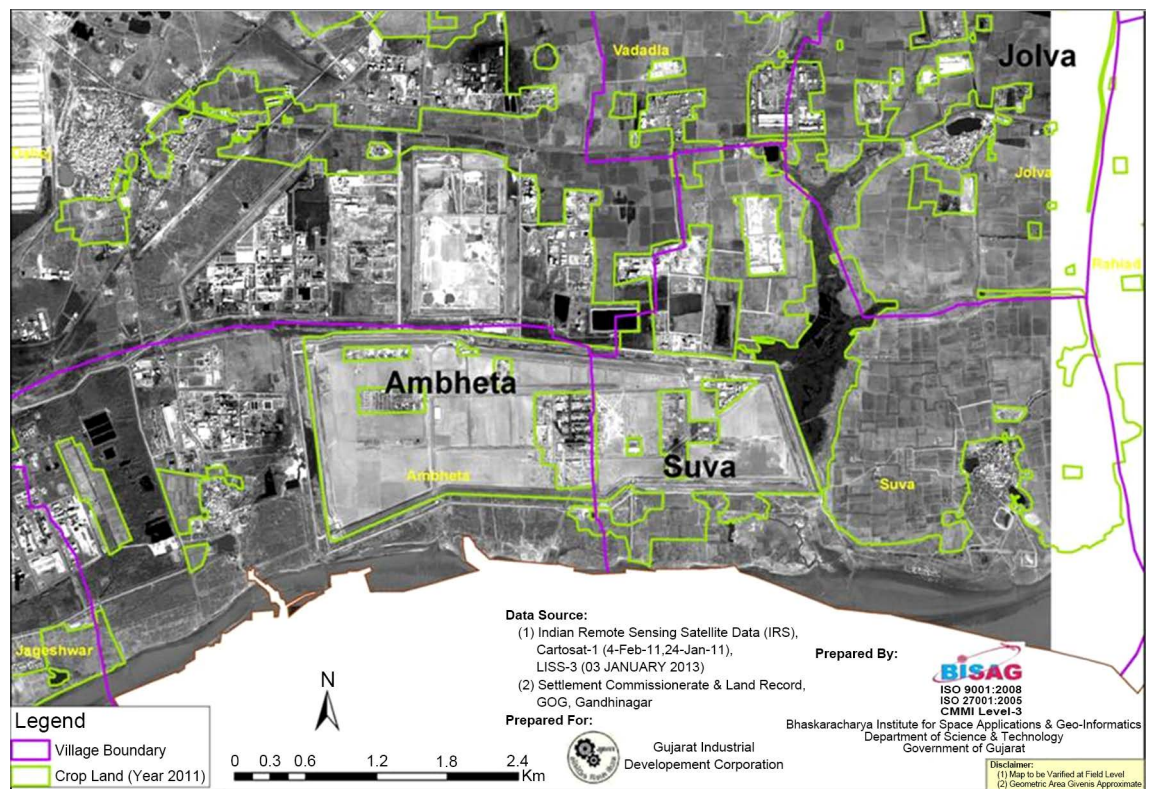 Vadadla
Jolva
Dahej
Jolva
Rahiad
Ambheta
Ambheta
Suva
Suva
Jageshwar
Legend
Village Boundary
Crop Land (Year 2011)
N
0 0.3 0.6 1.2 1.8 2.4
Km
Data Source:
(1) Indian Remote Sensing Satellite Data (IRS),
Cartosat-1 (4-Feb-11,24-Jan-11),
LISS-3 (03 JANUARY 2013)
(2) Settlement Commissionerate & Land Record,
GOG, Gandhinagar
Prepared For:
Gujarat Industrial
Developement Corporation
Prepared By:
BISAG
ISO 9001:2008
ISO 27001:2005
CMMI Level-3
Bhaskaracharya Institute for Space Applications & Geo-Informatics
Department of Science & Technology
Government of Gujarat
Disclaimer:
(1) Map to be Varified at Field Level
(2) Geometric Area Givenis Approximate